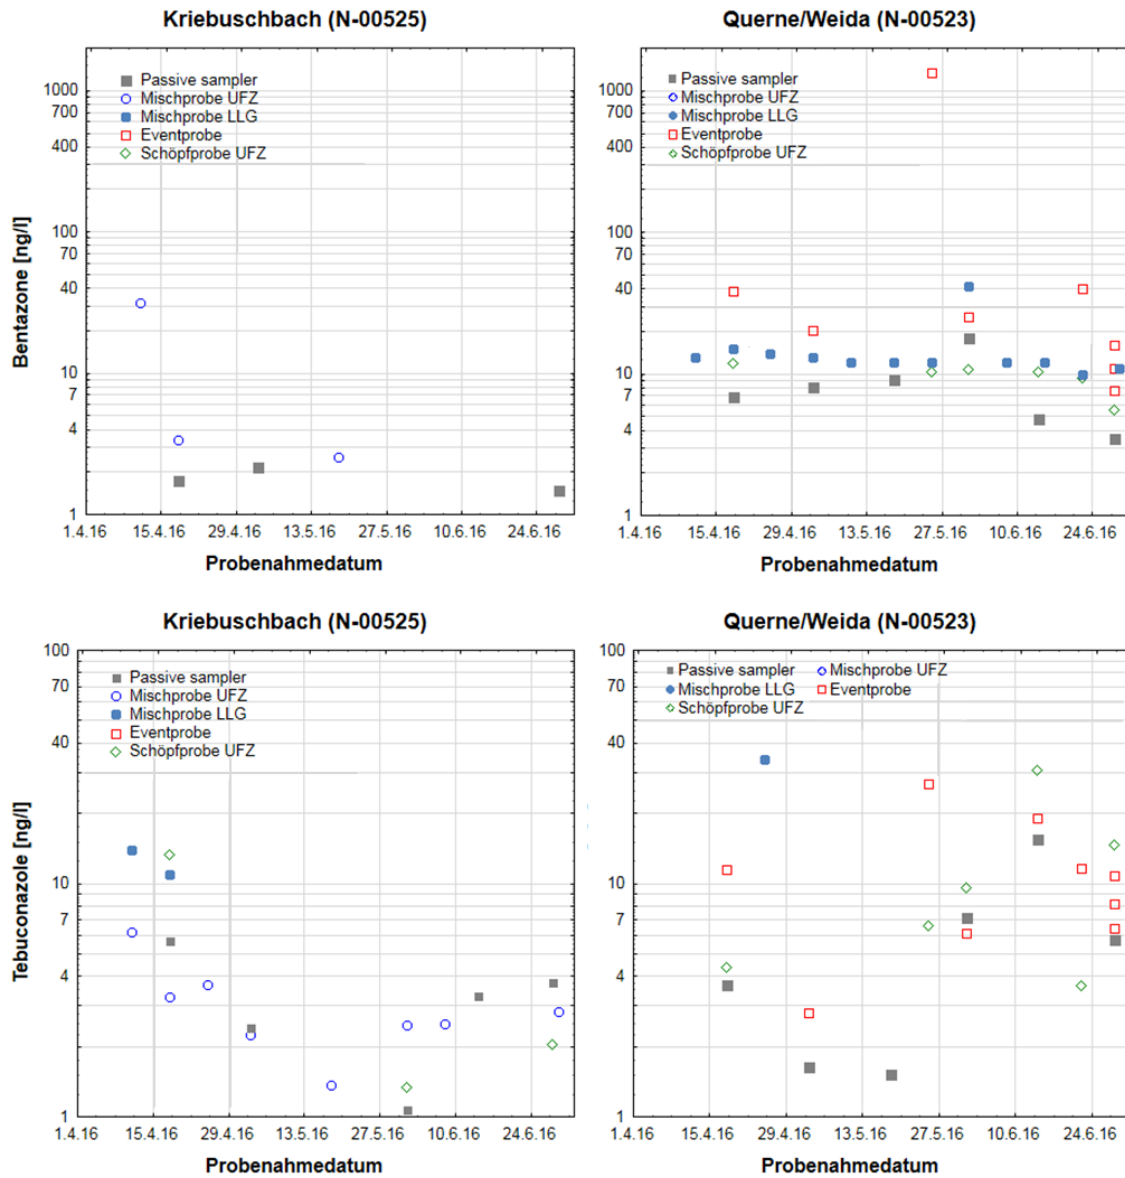 Kriebuschbach (N-00525)
Bentazone [ng/l]
1000
700
400
100
70
40
10
7
4
1
Passive sampler
Mischprobe UFZ
Mischprobe LLG
Eventprobe
Schöpfprobe UFZ
1.4.16 15.4.16 29.4.16 13.5.16 27.5.16 10.6.16 24.6.16
Probenahmedatum
Querne/Weida (N-00523)
1000
700
400
100
70
40
10
7
4
1
Passive sampler
Mischprobe UFZ
Mischprobe LLG
Eventprobe
Schöpfprobe UFZ
1.4.16 15.4.16 29.4.16 13.5.16 27.5.16 10.6.16 24.6.16
Probenahmedatum
Kriebuschbach (N-00525)
Tebuconazole [ng/l]
100
70
40
10
7
4
1
Passive sampler
Mischprobe UFZ
Mischprobe LLG
Eventprobe
Schöpfprobe UFZ
1.4.16 15.4.16 29.4.16 13.5.16 27.5.16 10.6.16 24.6.16
Probenahmedatum
Querne/Weida (N-00523)
100
70
40
10
7
4
1
Passive sampler Mischprobe UFZ
Mischprobe LLG Eventprobe
Schöpfprobe UFZ
1.4.16 15.4.16 29.4.16 13.5.16 27.5.16 10.6.16 24.6.16
Probenahmedatum